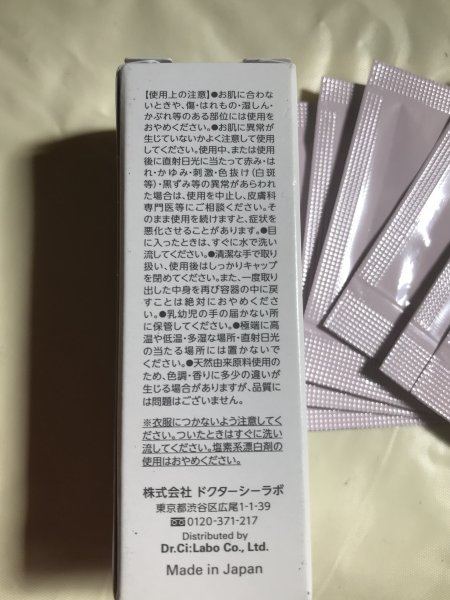 【使用上の注意】●お肌に合わな
いときや、傷・はれもの・湿しん・
かぶれ等のある部位には使用を
おやめください。●お肌に異常が
生じていないかよく注意して使用
してください。使用中、または使用
後に直射日光に当たって赤み・は
れ・かゆみ・刺激・色抜け(白斑
等)・黒ずみ等の異常があらわれ
た場合は、使用を中止し、皮膚科
専門医等にご相談ください。そ
のまま使用を続けますと、症状を
悪化させることがあります。●目
に入ったときは、すぐに水で洗い
流してください。●清潔な手で取り
扱い、使用後はしっかりキャップ
を閉めてください。また、一度取り
出した中身を再び容器の中に戻
すことは絶対におやめくださ
い。●乳幼児の手の届かない所
に保管してください。●極端に高
温や低温・多湿な場所・直射日光
の当たる場所には置かないで
ください。●天然由来原料使用の
ため、色調・香りに多少の違いが
生じる場合がありますが、品質に
は問題はございません。
※衣服につかないよう注意してく
ださい。ついたときはすぐに洗い
流してください。塩素系漂白剤の
使用はおやめください。
株式会社 ドクターシーラボ
東京都渋谷区広尾1-1-39
0120-371-217
Distributed by
Dr.Ci:Labo Co., Ltd.
Made in Japan